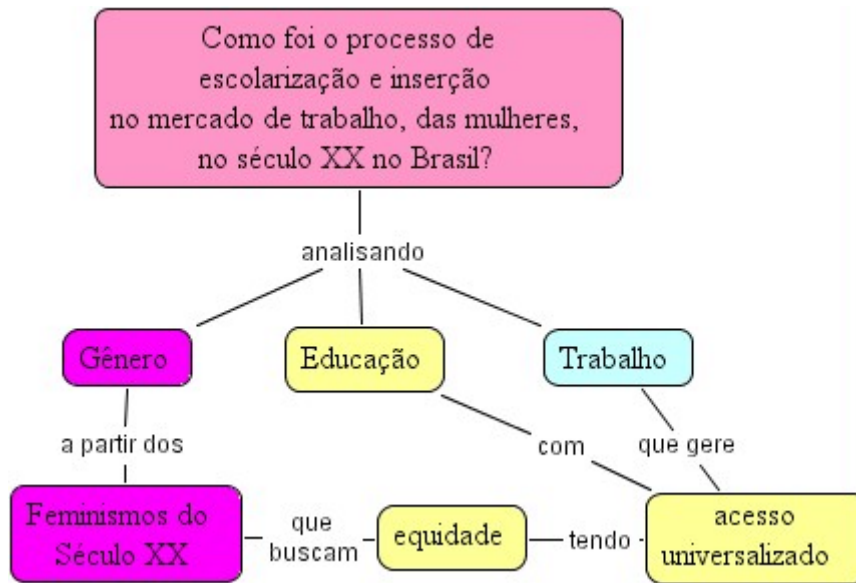 Como foi o processo de
escolarização e inserção
no mercado de trabalho, das mulheres,
no século XX no Brasil?
analisando
Gênero
Educação
Trabalho
a partir dos
com
que gere
Feminismos do
Século XX
que
buscam
equidade
tendo
acesso
universalizado